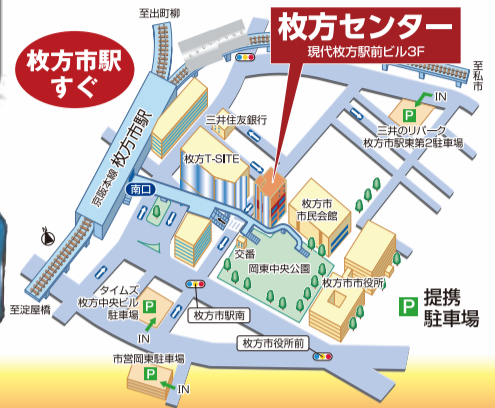 至出町柳
枚方センター
現代枚方駅前ビル3F
枚方市駅
すぐ
至私市
IN
P
三井のリパーク
枚方市駅東第2駐車場
三井住友銀行
京阪本線 枚方市駅
枚方T-SITE
南口
枚方市
市民会館
交番
岡東中央公園
枚方市市役所
N
至淀屋橋
タイムズ
枚方中央ビル
駐車場
P
IN
枚方市駅南
P 提携
駐車場
枚方市役所前
市営岡東駐車場
P
IN